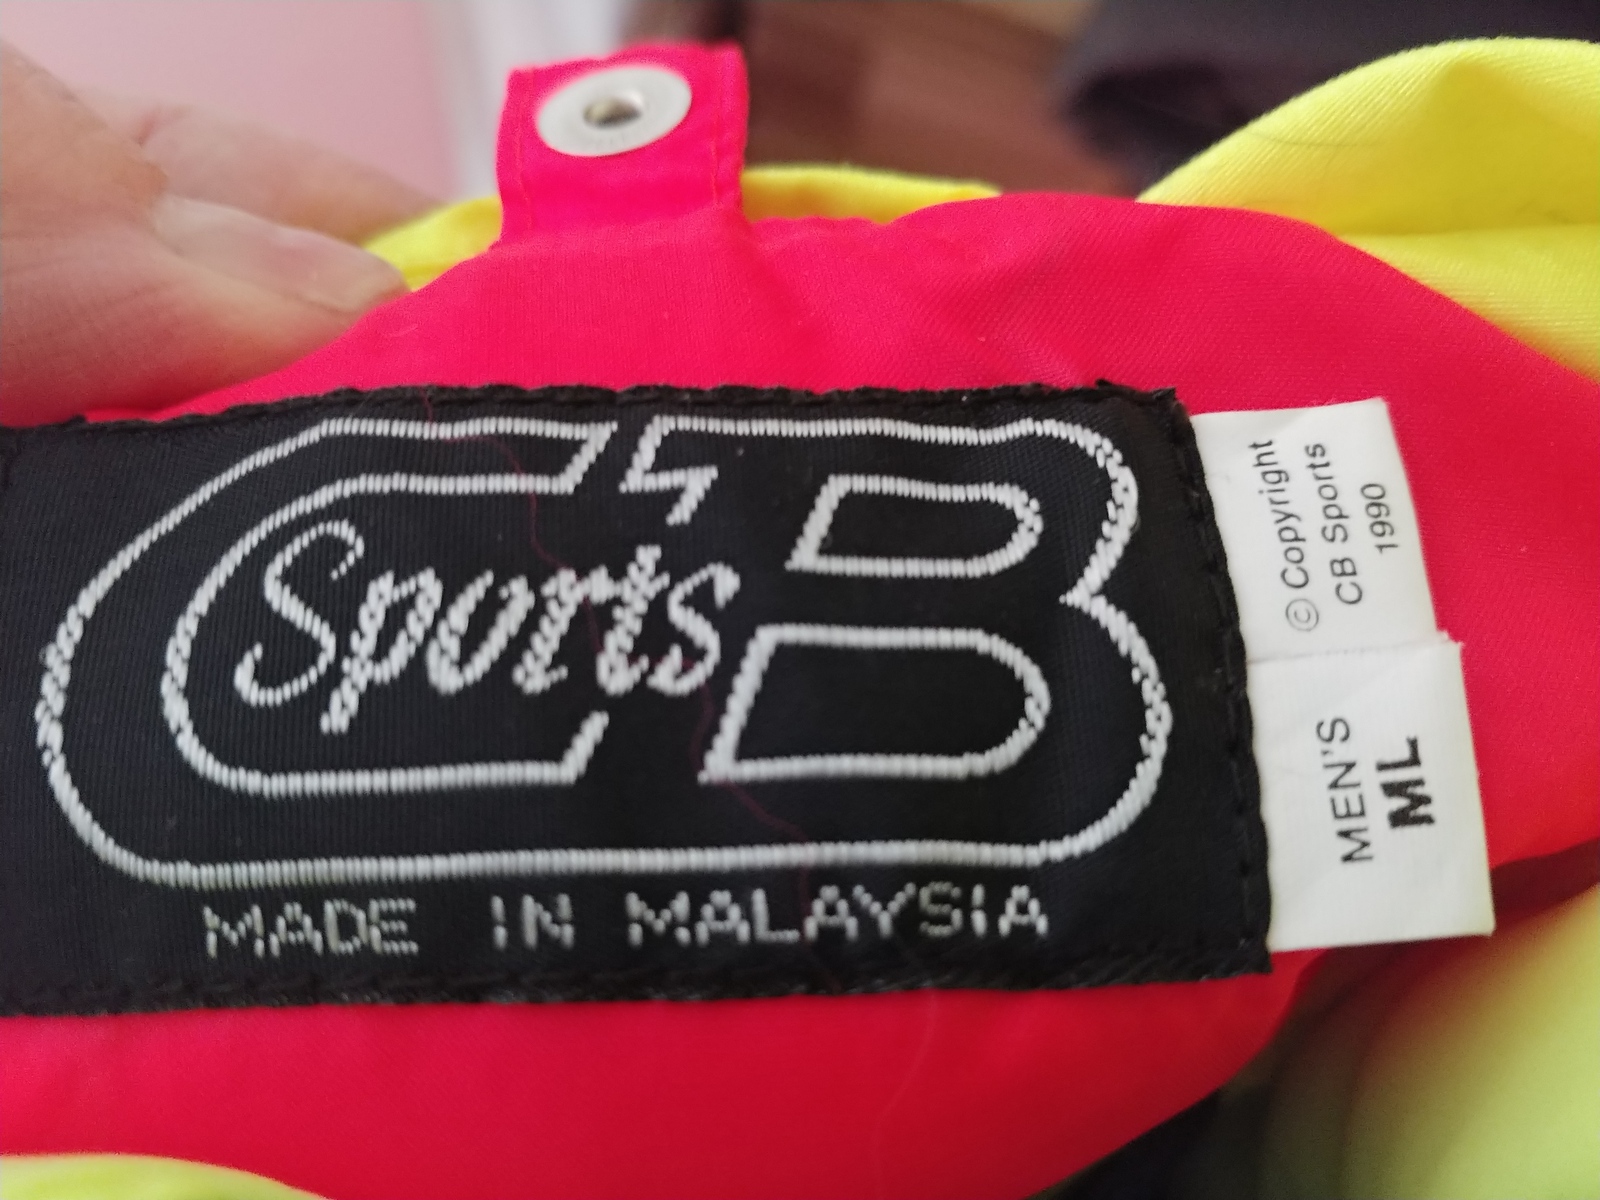 CB
Sports
MADE IN MALAYSIA
© Copyright
CB Sports
1990
MEN'S
ML